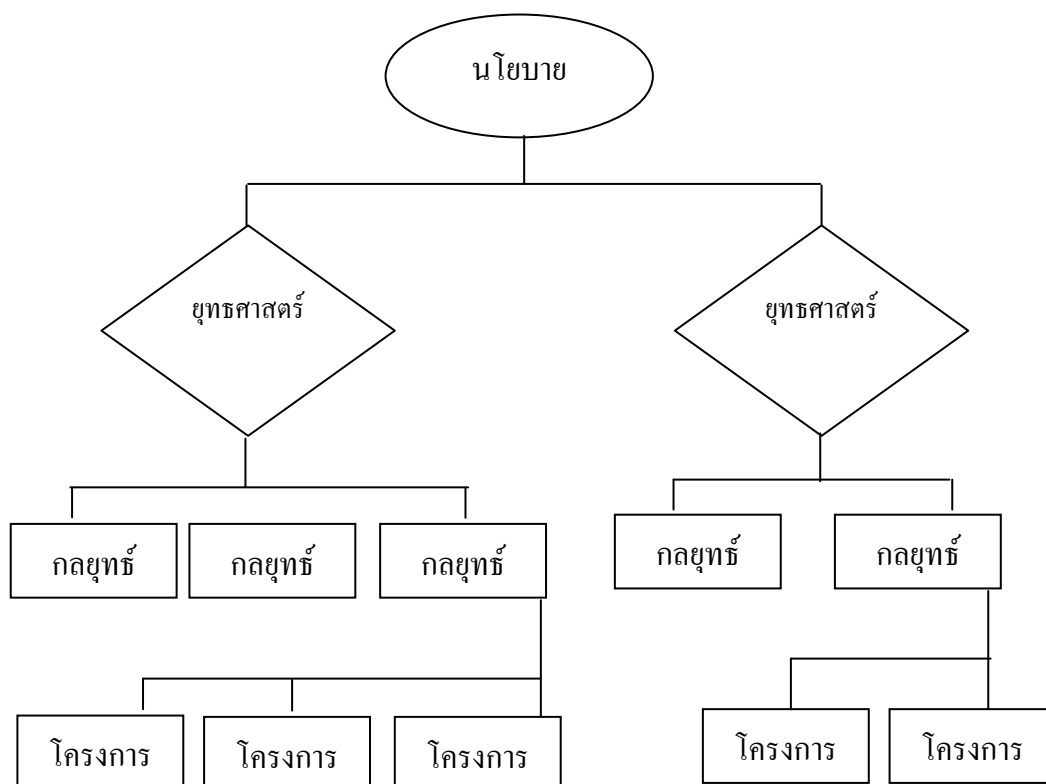 นโยบาย
ยุทธศาสตร์ ยุทธศาสตร์
กลยุทธ์ กลยุทธ์ กลยุทธ์ กลยุทธ์ กลยุทธ์
โครงการ โครงการ โครงการ โครงการ โครงการ